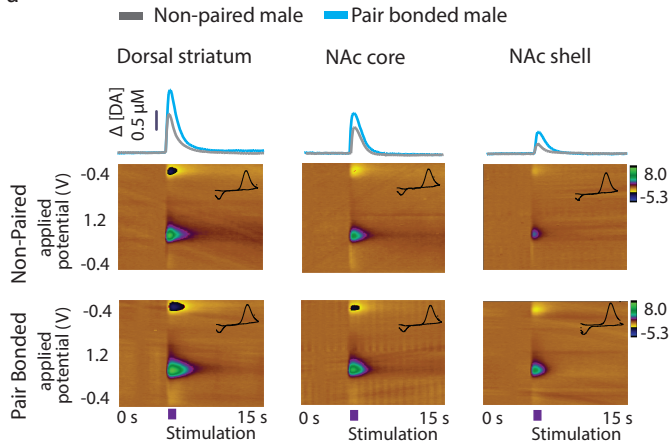 Non-paired male Pair bonded male
Dorsal striatum NAc core NAc shell
Δ [DA]
0.5 µM
Non-Paired
applied
potential (V)
-0.4
1.2
-0.4
8.0
-5.3
Pair Bonded
applied
potential (V)
-0.4
1.2
-0.4
8.0
-5.3
0 s 15 s 0 s 15 s 0 s 15 s
Stimulation Stimulation Stimulation